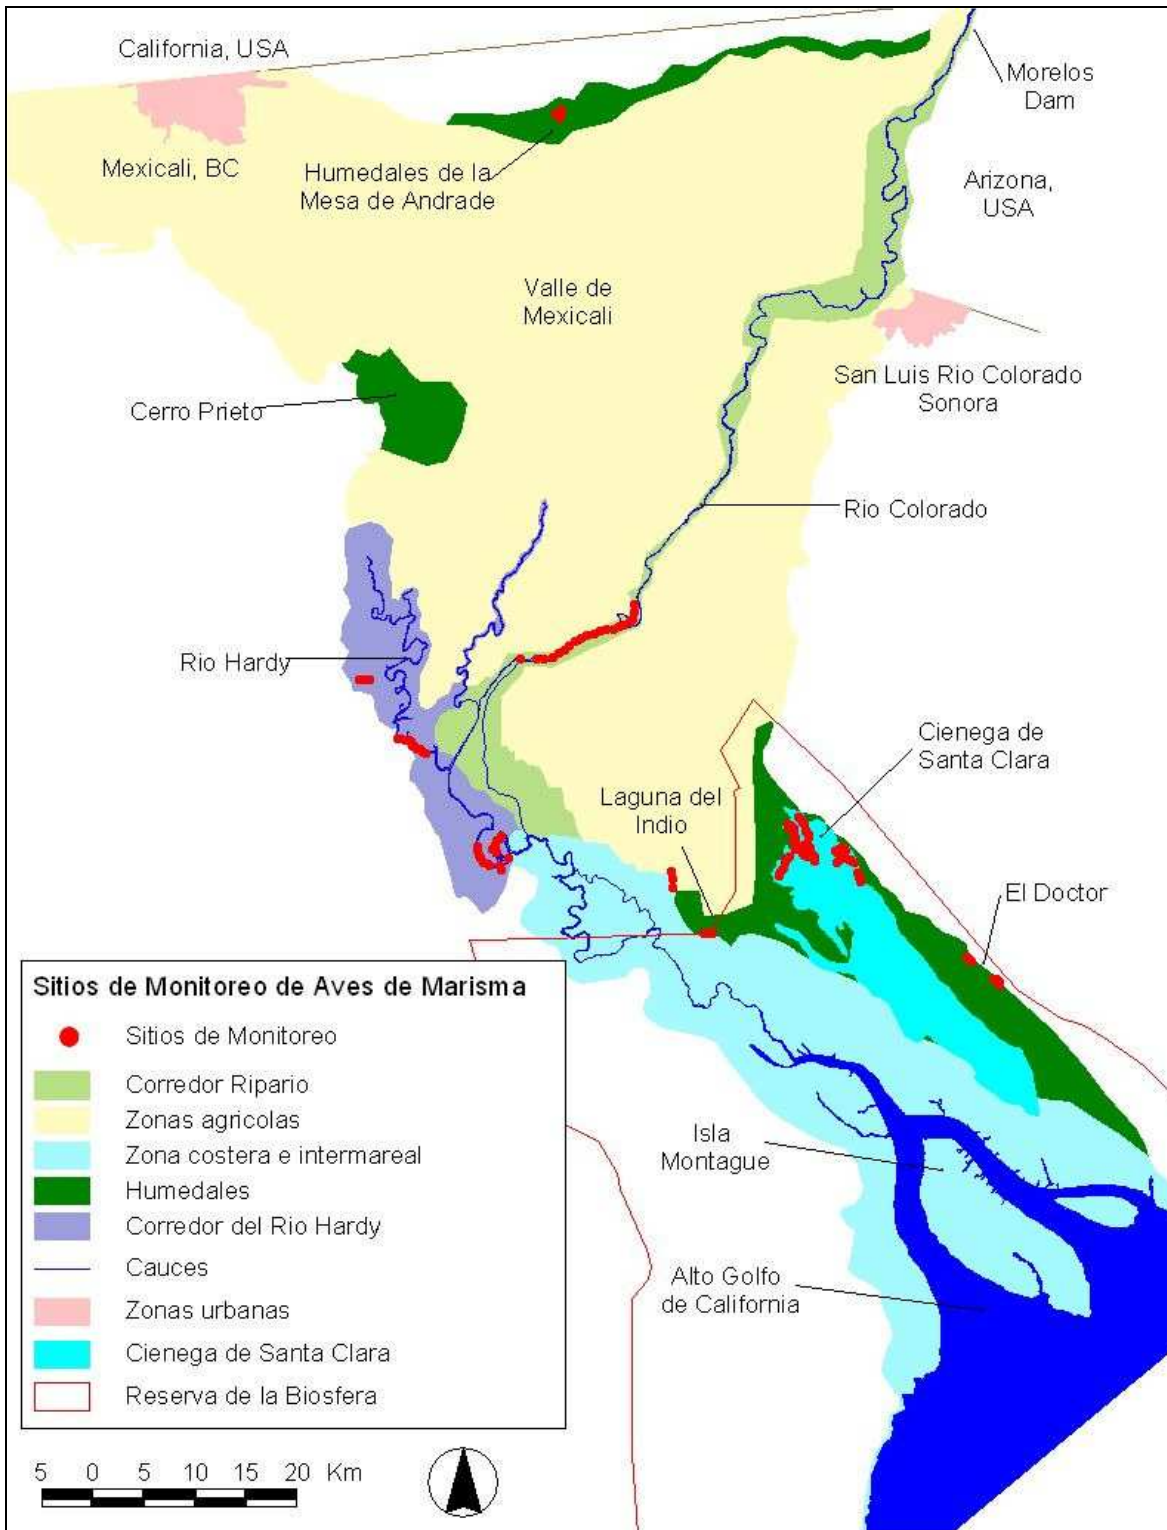 California, USA
Morelos
Dam
Mexicali, BC
Humedales de la
Mesa de Andrade
Arizona,
USA
Valle de
Mexicali
San Luis Rio Colorado
Sonora
Cerro Prieto
Rio Colorado
Rio Hardy
Cienega de
Santa Clara
Laguna del
Indio
El Doctor
Isla
Montague
Alto Golfo
de California
Sitios de Monitoreo de Aves de Marisma
Sitios de Monitoreo
Corredor Ripario
Zonas agricolas
Zona costera e intermareal
Humedales
Corredor del Rio Hardy
Cauces
Zonas urbanas
Cienega de Santa Clara
Reserva de la Biosfera
5 0 5 10 15 20 Km